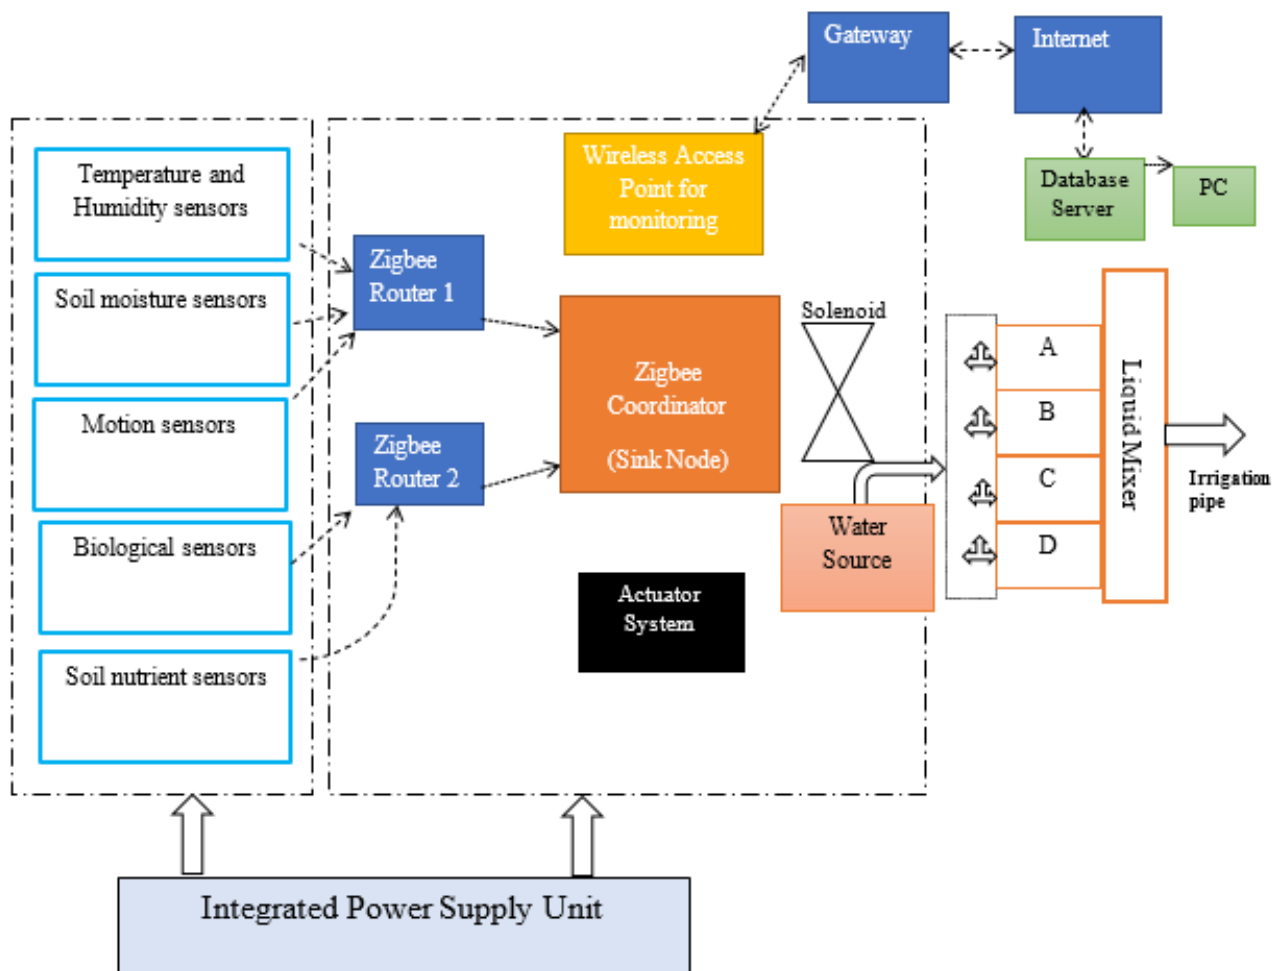 Gateway
Internet
Wireless Access
Point for
monitoring
Database
Server
PC
Temperature and
Humidity sensors
Soil moisture sensors
Motion sensors
Biological sensors
Soil nutrient sensors
Zigbee
Router 1
Zigbee
Router 2
Zigbee
Coordinator
(Sink Node)
Solenoid
Water
Source
Actuator
System
A
B
C
D
Liquid Mixer
Irrigation
pipe
Integrated Power Supply Unit